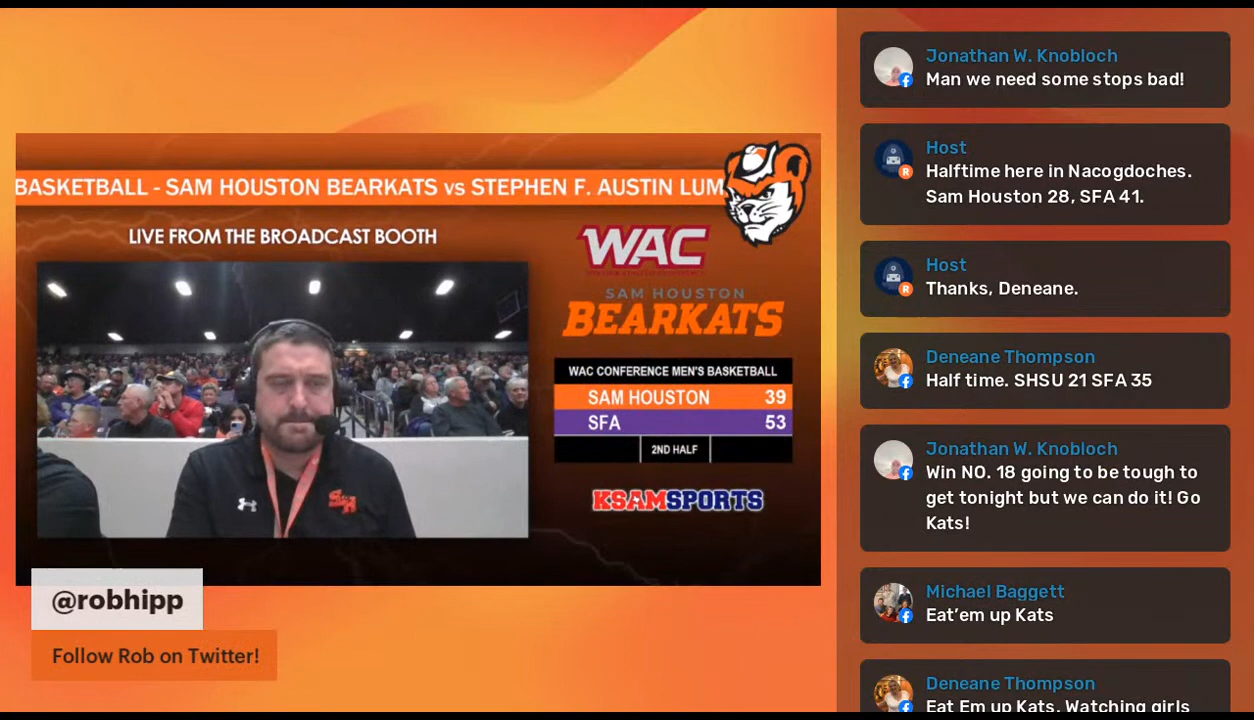 BASKETBALL - SAM HOUSTON BEARKATS vs STEPHEN F. AUSTIN LUM
LIVE FROM THE BROADCAST BOOTH
WAC
SAM HOUSTON
BEARKATS
WAC CONFERENCE MEN'S BASKETBALL
SAM HOUSTON 39
SFA 53
2ND HALF
KSAMSPORTS
SH
@robhipp
Follow Rob on Twitter!
Jonathan W. Knobloch
Man we need some stops bad!
Host
Halftime here in Nacogdoches.
Sam Houston 28, SFA 41.
Host
Thanks, Deneane.
Deneane Thompson
Half time. SHSU 21 SFA 35
Jonathan W. Knobloch
Win NO. 18 going to be tough to
get tonight but we can do it! Go
Kats!
Michael Baggett
Eat’em up Kats
Deneane Thompson
Eat Em up Kats. Watching girls